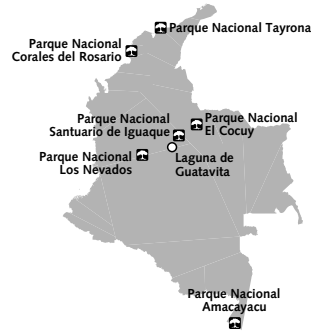 Parque Nacional Tayrona
Parque Nacional
Corales del Rosario
Parque Nacional
Santuario de Iguaque
Parque Nacional
El Cocuy
Parque Nacional
Los Nevados
Laguna de
Guatavita
Parque Nacional
Amacayacu